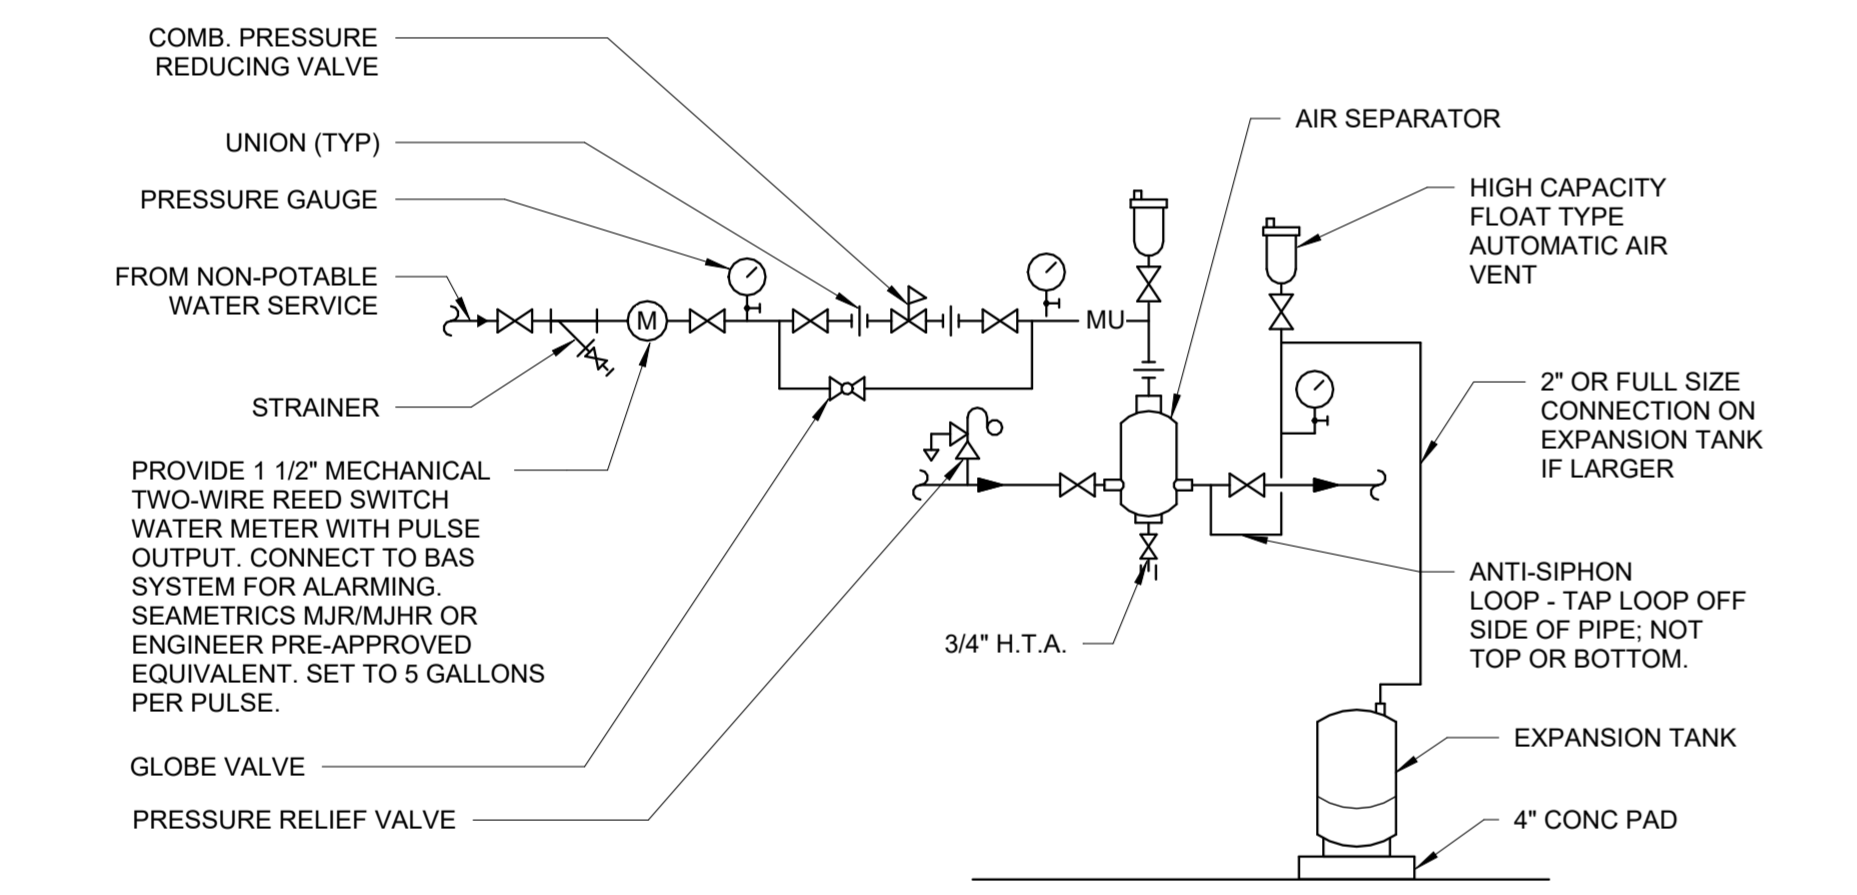 COMB. PRESSURE
REDUCING VALVE
UNION (TYP)
PRESSURE GAUGE
FROM NON-POTABLE
WATER SERVICE
M
MU
STRAINER
PROVIDE 1 1/2" MECHANICAL
TWO-WIRE REED SWITCH
WATER METER WITH PULSE
OUTPUT. CONNECT TO BAS
SYSTEM FOR ALARMING.
SEAMETRICS MJR/MJHR OR
ENGINEER PRE-APPROVED
EQUIVALENT. SET TO 5 GALLONS
PER PULSE.
GLOBE VALVE
PRESSURE RELIEF VALVE
3/4" H.T.A.
AIR SEPARATOR
HIGH CAPACITY
FLOAT TYPE
AUTOMATIC AIR
VENT
2" OR FULL SIZE
CONNECTION ON
EXPANSION TANK
IF LARGER
ANTI-SIPHON
LOOP - TAP LOOP OFF
SIDE OF PIPE; NOT
TOP OR BOTTOM.
EXPANSION TANK
4" CONC PAD